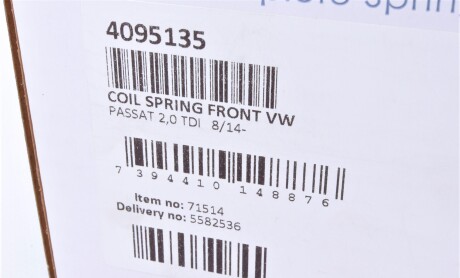 4095135
COIL SPRING FRONT VW
PASSAT 2,0 TDI 8/14-
7 394410 148876
Item no: 71514
Delivery no: 5582536